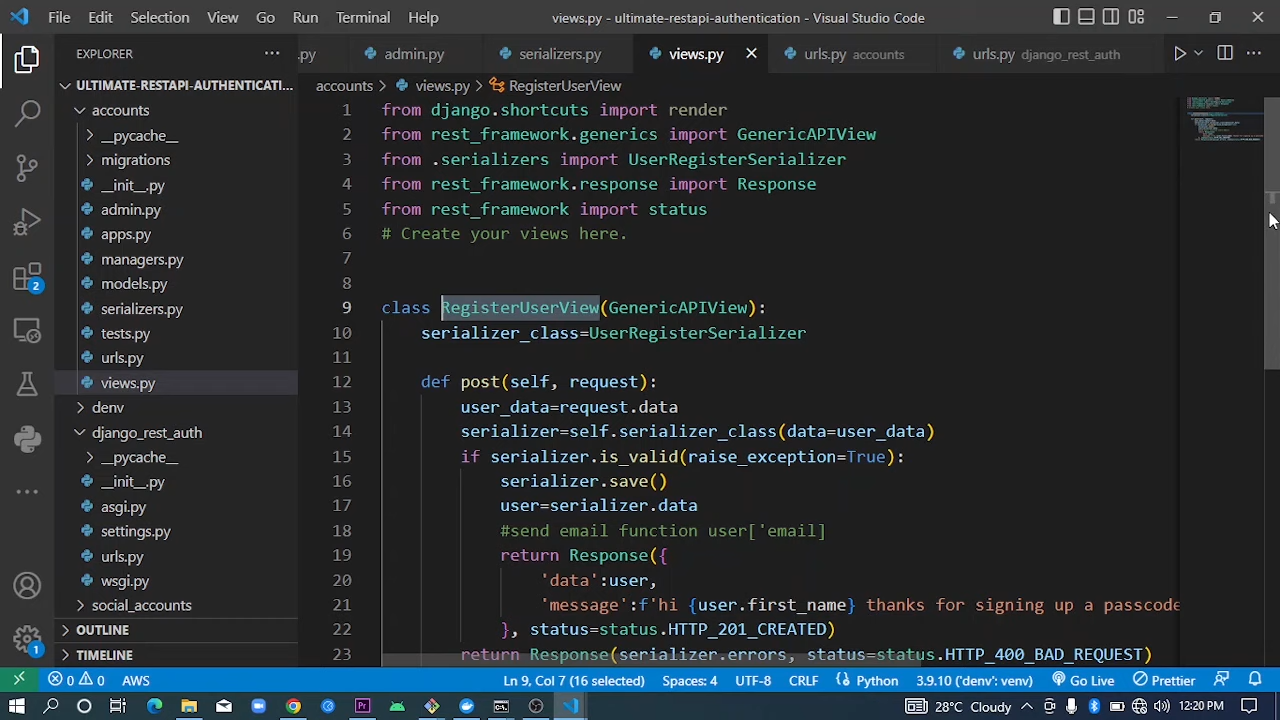 File Edit Selection View Go Run Terminal Help views.py - ultimate-restapi-authentication - Visual Studio Code
EXPLORER
.py admin.py serializers.py views.py urls.py accounts urls.py django_rest_auth
ULTIMATE-RESTAPI-AUTHENTICATI...
accounts
__pycache__
migrations
__init__.py
admin.py
apps.py
managers.py
models.py
serializers.py
tests.py
urls.py
views.py
denv
django_rest_auth
__pycache__
__init__.py
asgi.py
settings.py
urls.py
wsgi.py
social_accounts
OUTLINE
TIMELINE
2
1
accounts > views.py > RegisterUserView
1 from django.shortcuts import render
2 from rest_framework.generics import GenericAPIView
3 from .serializers import UserRegisterSerializer
4 from rest_framework.response import Response
5 from rest_framework import status
6 # Create your views here.
7
8
9 class RegisterUserView(GenericAPIView):
10 serializer_class=UserRegisterSerializer
11
12 def post(self, request):
13 user_data=request.data
14 serializer=self.serializer_class(data=user_data)
15 if serializer.is_valid(raise_exception=True):
16 serializer.save()
17 user=serializer.data
18 #send email function user['email]
19 return Response({
20 'data':user,
21 'message':f'hi {user.first_name} thanks for signing up a passcode
22 }, status=status.HTTP_201_CREATED)
23 return Response(serializer.errors, status=status.HTTP_400_BAD_REQUEST)
0 0 AWS Ln 9, Col 7 (16 selected) Spaces: 4 UTF-8 CRLF Python 3.9.10 ('denv': venv) Go Live Prettier
28°C Cloudy 12:20 PM